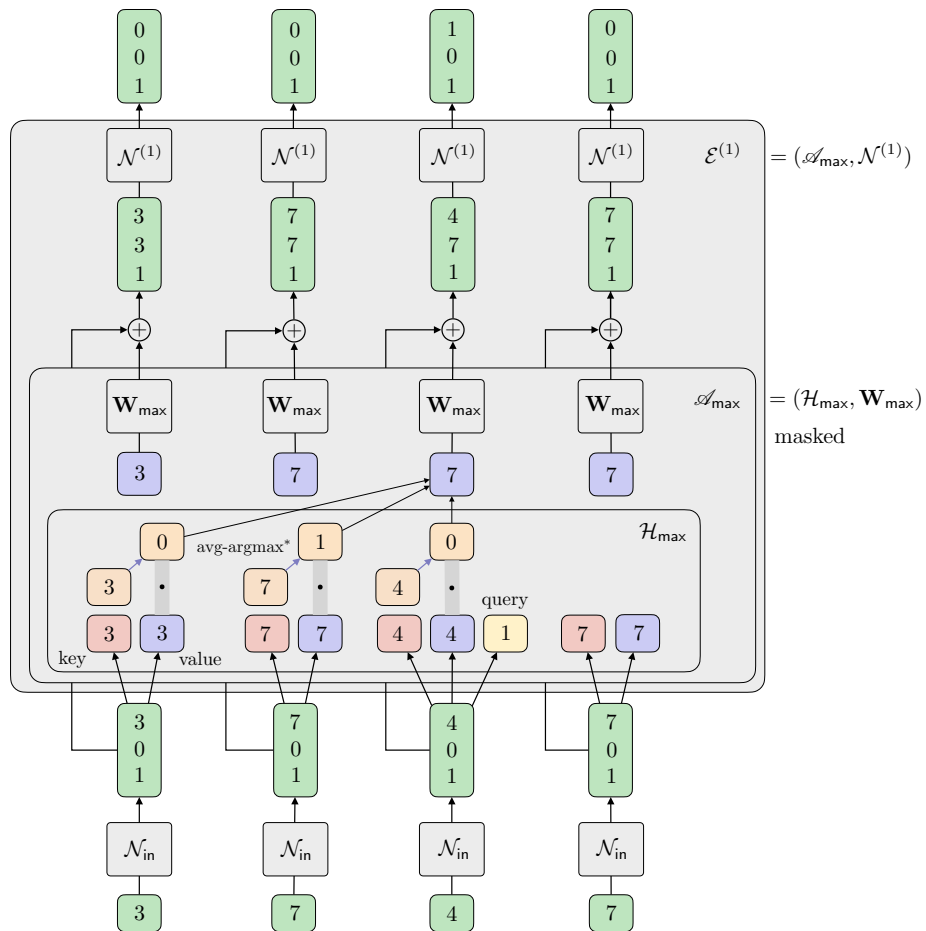 0 0 1 0
0 0 0 0
1 1 1 1
𝒩⁽¹⁾ 𝒩⁽¹⁾ 𝒩⁽¹⁾ 𝒩⁽¹⁾ ℰ⁽¹⁾ = (𝒜_max, 𝒩⁽¹⁾)
3 7 4 7
3 7 7 7
1 1 1 1
+ + + +
W_max W_max W_max W_max 𝒜_max = (ℋ_max, W_max)
masked
3 7 7 7
ℋ_max
0 avg-argmax* 1 0
3 · 7 · 4 ·
query
3 3 7 7 4 4 1 7 7
key value
3 7 4 7
0 0 0 0
1 1 1 1
𝒩_in 𝒩_in 𝒩_in 𝒩_in
3 7 4 7